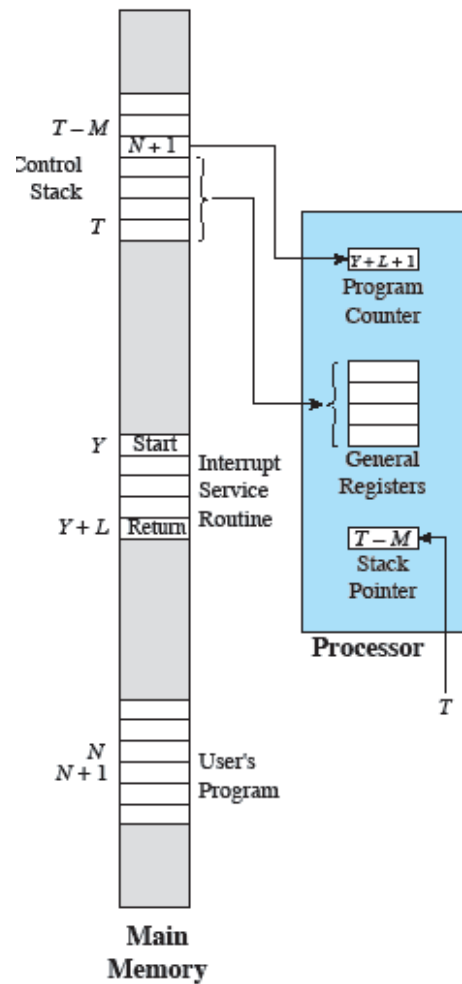 T – M
N + 1
Control
Stack
T
Y + L + 1
Program
Counter
Y
Start
Interrupt
Service
Routine
General
Registers
Y + L
Return
T – M
Stack
Pointer
Processor
T
N
N + 1
User's
Program
Main
Memory